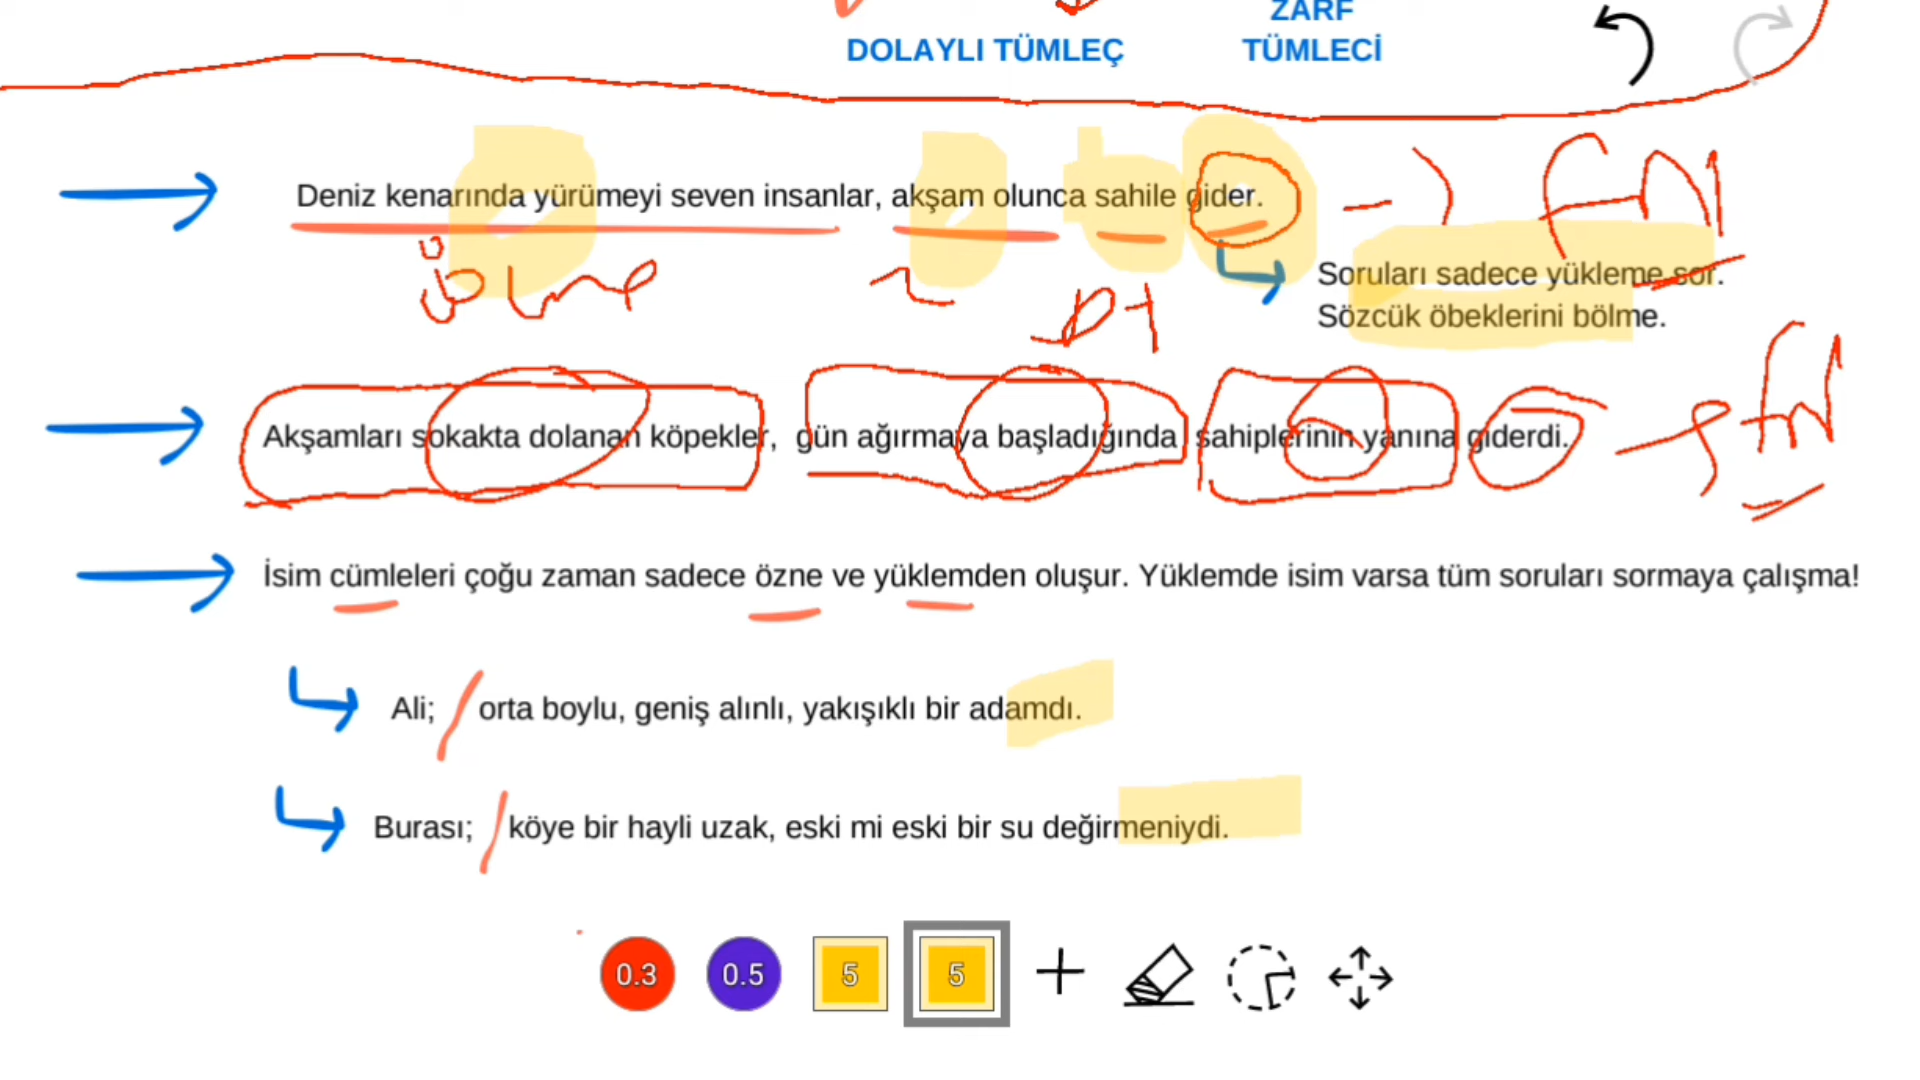 ZARF
DOLAYLI TÜMLEÇ TÜMLECİ
Deniz kenarında yürümeyi seven insanlar, akşam olunca sahile gider.
Soruları sadece yükleme sor.
Sözcük öbeklerini bölme.
Akşamları sokakta dolanan köpekler, gün ağırmaya başladığında sahiplerinin yanına giderdi.
İsim cümleleri çoğu zaman sadece özne ve yüklemden oluşur. Yüklemde isim varsa tüm soruları sormaya çalışma!
Ali; orta boylu, geniş alınlı, yakışıklı bir adamdı.
Burası; köye bir hayli uzak, eski mi eski bir su değirmeniydi.
0.3 0.5 5 5